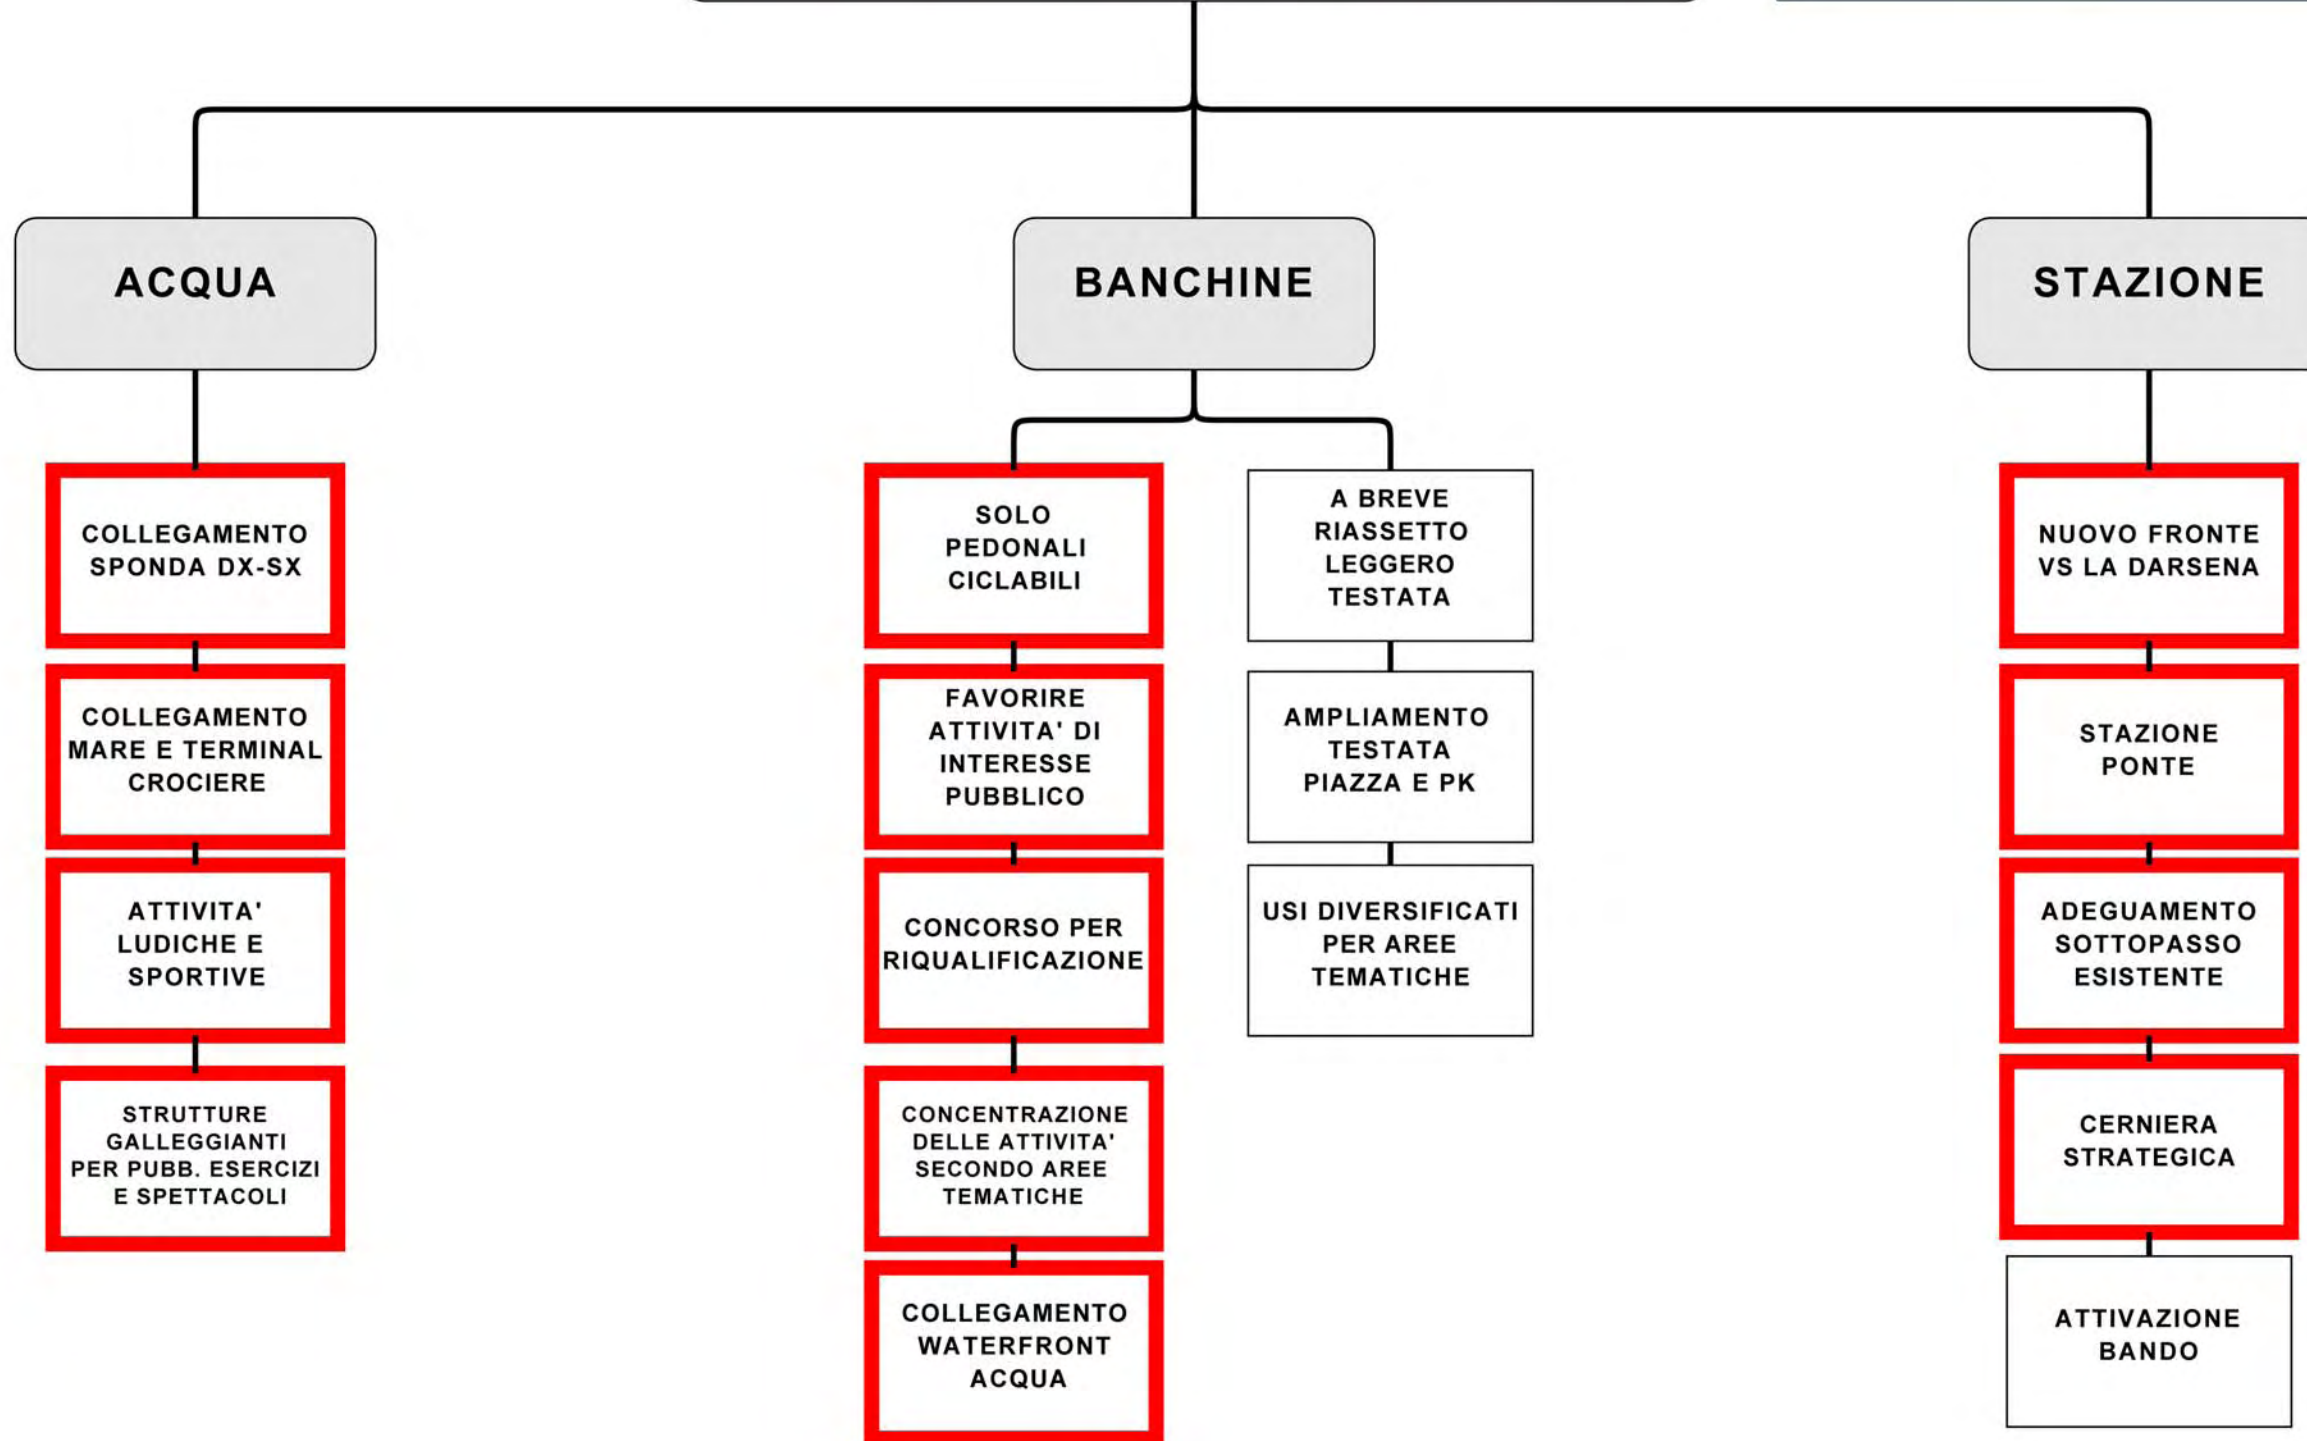 ACQUA
BANCHINE
STAZIONE
COLLEGAMENTO
SPONDA DX-SX
COLLEGAMENTO
MARE E TERMINAL
CROCIERE
ATTIVITA'
LUDICHE E
SPORTIVE
STRUTTURE
GALLEGGIANTI
PER PUBB. ESERCIZI
E SPETTACOLI
SOLO
PEDONALI
CICLABILI
FAVORIRE
ATTIVITA' DI
INTERESSE
PUBBLICO
CONCORSO PER
RIQUALIFICAZIONE
CONCENTRAZIONE
DELLE ATTIVITA'
SECONDO AREE
TEMATICHE
COLLEGAMENTO
WATERFRONT
ACQUA
A BREVE
RIASSETTO
LEGGERO
TESTATA
AMPLIAMENTO
TESTATA
PIAZZA E PK
USI DIVERSIFICATI
PER AREE
TEMATICHE
NUOVO FRONTE
VS LA DARSENA
STAZIONE
PONTE
ADEGUAMENTO
SOTTOPASSO
ESISTENTE
CERNIERA
STRATEGICA
ATTIVAZIONE
BANDO